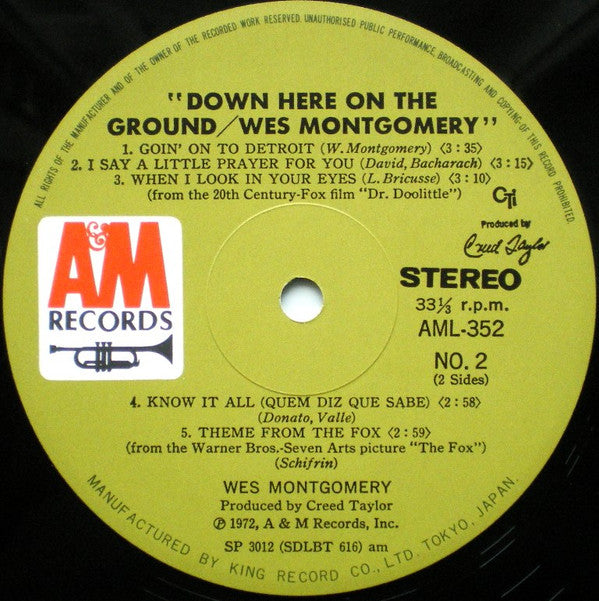 ALL RIGHTS OF THE MANUFACTURER AND OF THE OWNER OF THE RECORDED WORK RESERVED. UNAUTHORISED PUBLIC PERFORMANCE, BROADCASTING AND COPYING OF THIS RECORD PROHIBITED.
"DOWN HERE ON THE
GROUND/WES MONTGOMERY"
1. GOIN' ON TO DETROIT (W. Montgomery) 〈3:35〉
2. I SAY A LITTLE PRAYER FOR YOU (David, Bacharach) 〈3:15〉
3. WHEN I LOOK IN YOUR EYES (L. Bricusse) 〈3:10〉
(from the 20th Century-Fox film "Dr. Doolittle")
CTi
Produced by
Creed Taylor
A&M
RECORDS
STEREO
33⅓ r.p.m.
AML-352
NO. 2
(2 Sides)
4. KNOW IT ALL (QUEM DIZ QUE SABE) 〈2:58〉
(Donato, Valle)
5. THEME FROM THE FOX 〈2:59〉
(from the Warner Bros.-Seven Arts picture "The Fox")
(Schifrin)
WES MONTGOMERY
Produced by Creed Taylor
℗ 1972, A & M Records, Inc.
SP 3012 (SDLBT 616) am
MANUFACTURED BY KING RECORD CO., LTD. TOKYO, JAPAN.